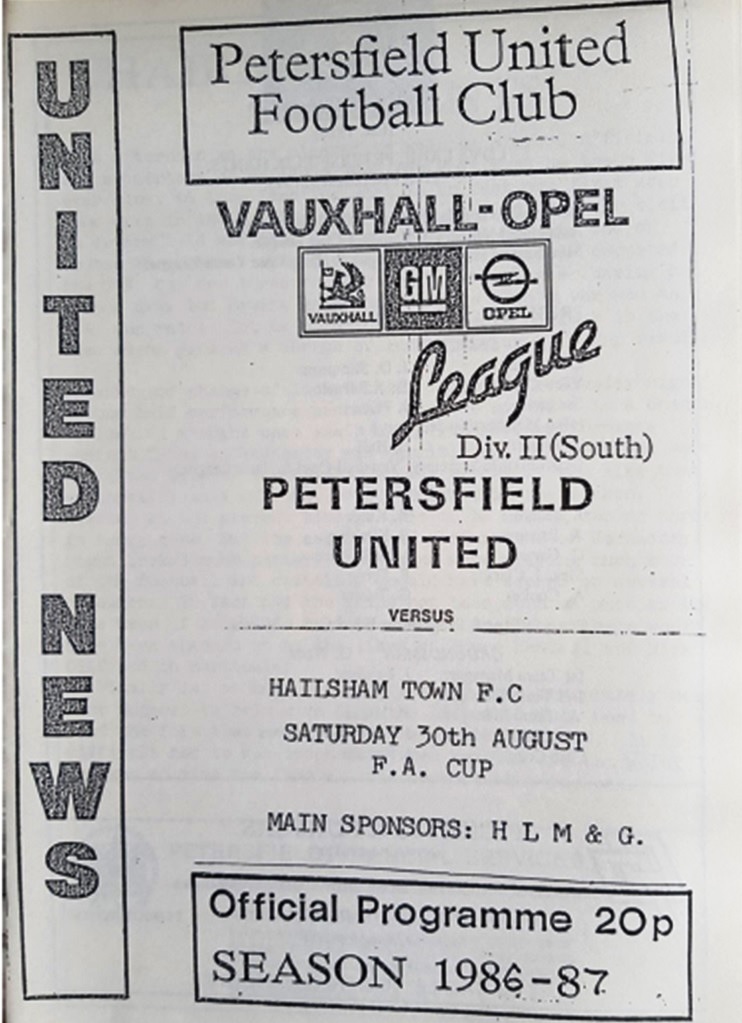 UNITED NEWS
Petersfield United
Football Club
VAUXHALL-OPEL
VAUXHALL
GM
OPEL
League
Div. II (South)
PETERSFIELD
UNITED
VERSUS
HAILSHAM TOWN F.C
SATURDAY 30th AUGUST
F.A. CUP
MAIN SPONSORS: H L M & G.
Official Programme 20p
SEASON 1986-87